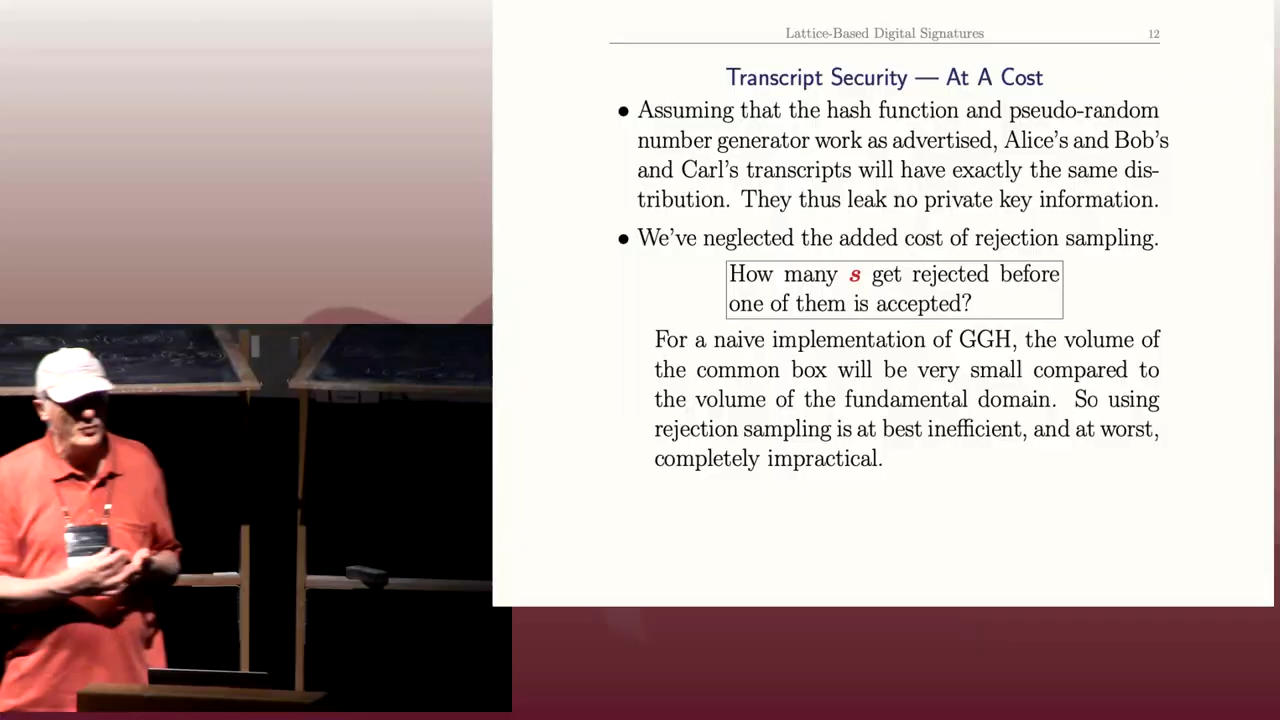 Lattice-Based Digital Signatures 12
Transcript Security — At A Cost
• Assuming that the hash function and pseudo-random
number generator work as advertised, Alice's and Bob's
and Carl's transcripts will have exactly the same dis-
tribution. They thus leak no private key information.
• We've neglected the added cost of rejection sampling.
How many s get rejected before
one of them is accepted?
For a naive implementation of GGH, the volume of
the common box will be very small compared to
the volume of the fundamental domain. So using
rejection sampling is at best inefficient, and at worst,
completely impractical.